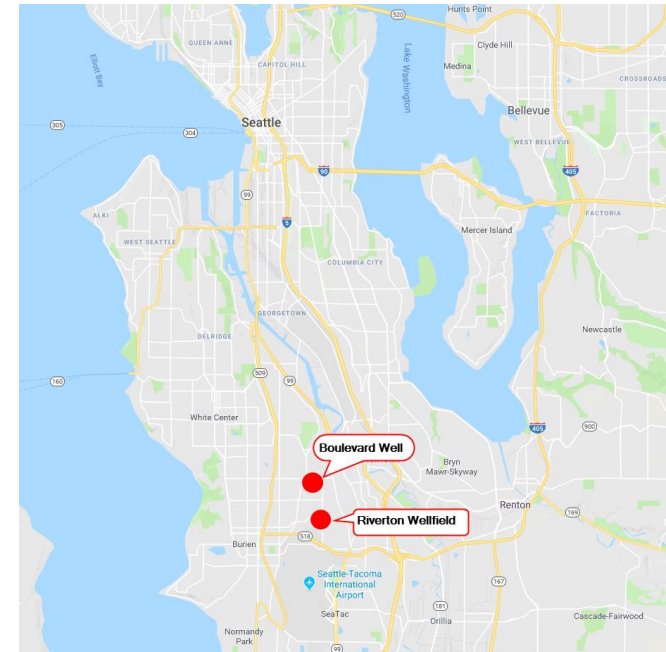 Hunts Point
520
QUEEN ANNE
Clyde Hill
Elliott Bay
CAPITOL HILL
Lake Washington
Medina
CROSSROADS
Bellevue
305
Seattle
304
WEST BELLEVUE
90
405
99
ALKI
5
FACTORIA
Mercer Island
WEST SEATTLE
COLUMBIA CITY
GEORGETOWN
Newcastle
DELRIDGE
509
160
99
White Center
900
405
Boulevard Well
Bryn
Mawr-Skyway
Renton
169
Riverton Wellfield
518
Burien
Seattle-Tacoma
International
Airport
167
181
SeaTac
Orillia
Cascade-Fairwood
Normandy
Park
99